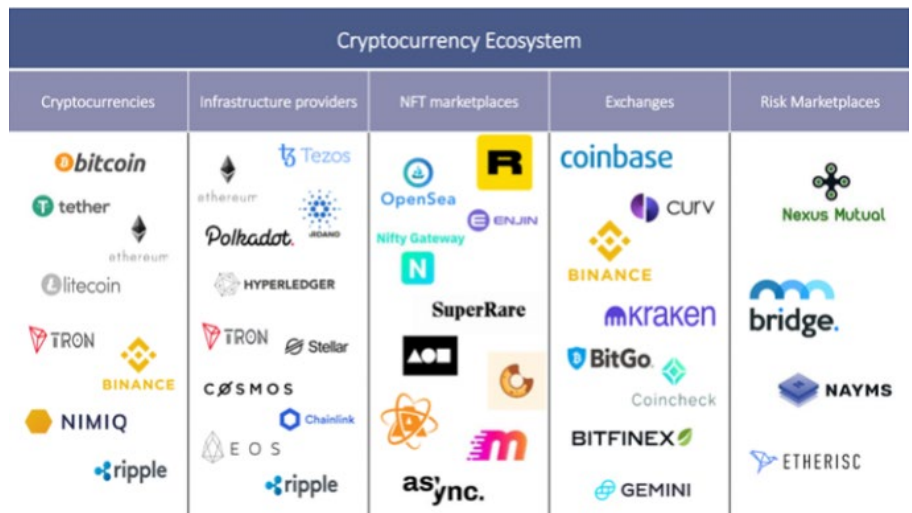 Cryptocurrency Ecosystem
Cryptocurrencies
Infrastructure providers
NFT marketplaces
Exchanges
Risk Marketplaces
bitcoin
tether
ethereum
litecoin
TRON
BINANCE
NIMIQ
ripple
Tezos
ethereum
Polkadot.
HYPERLEDGER
TRON
Stellar
COSMOS
Chainlink
EOS
ripple
R
OpenSea
ENJIN
Nifty Gateway
N
SuperRare
m
async.
coinbase
curv
BINANCE
kraken
BitGo
Coincheck
BITFINEX
GEMINI
Nexus Mutual
bridge.
NAYMS
ETHERISC